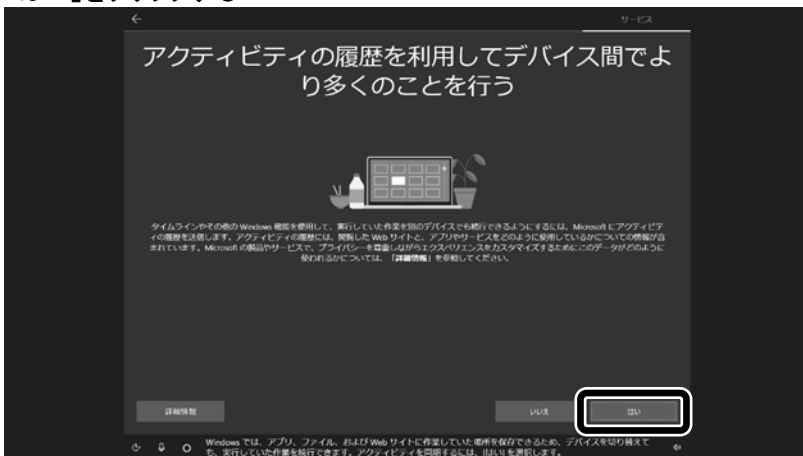 サービス
アクティビティの履歴を利用してデバイス間でよ
り多くのことを行う
タイムラインやその他の Windows 機能を使用して、実行していた作業を別のデバイスでも続行できるようにするには、Microsoft にアクティビテ
ィの履歴を送信します。アクティビティの履歴には、閲覧した Web サイトと、アプリやサービスをどのように使用しているかについての情報が含
まれています。Microsoft の製品やサービスで、プライバシーを尊重しながらエクスペリエンスをカスタマイズするためにこのデータがどのように
使われるかについては、「詳細情報」を参照してください。
詳細情報
いいえ
はい
Windows では、アプリ、ファイル、および Web サイトに作業していた場所を保存できるため、デバイスを切り替えて
も、実行していた作業を続行できます。アクティビティを同期するには、[はい] を選択します。